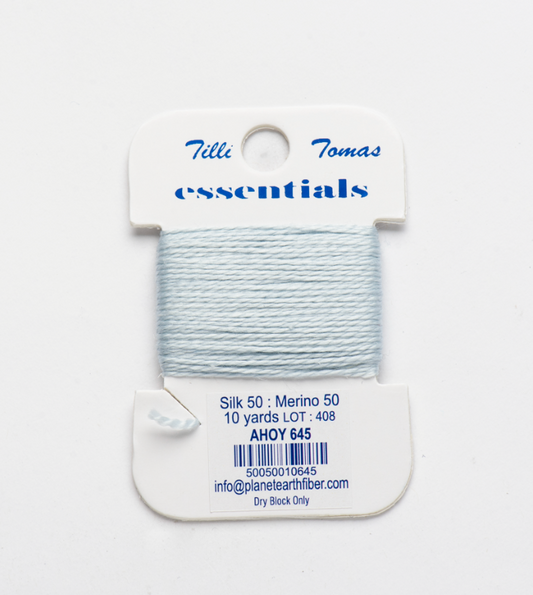 Tilli Tomas
essentials
Silk 50 : Merino 50
10 yards LOT : 408
AHOY 645
50050010645
info@planetearthfiber.com
Dry Block Only